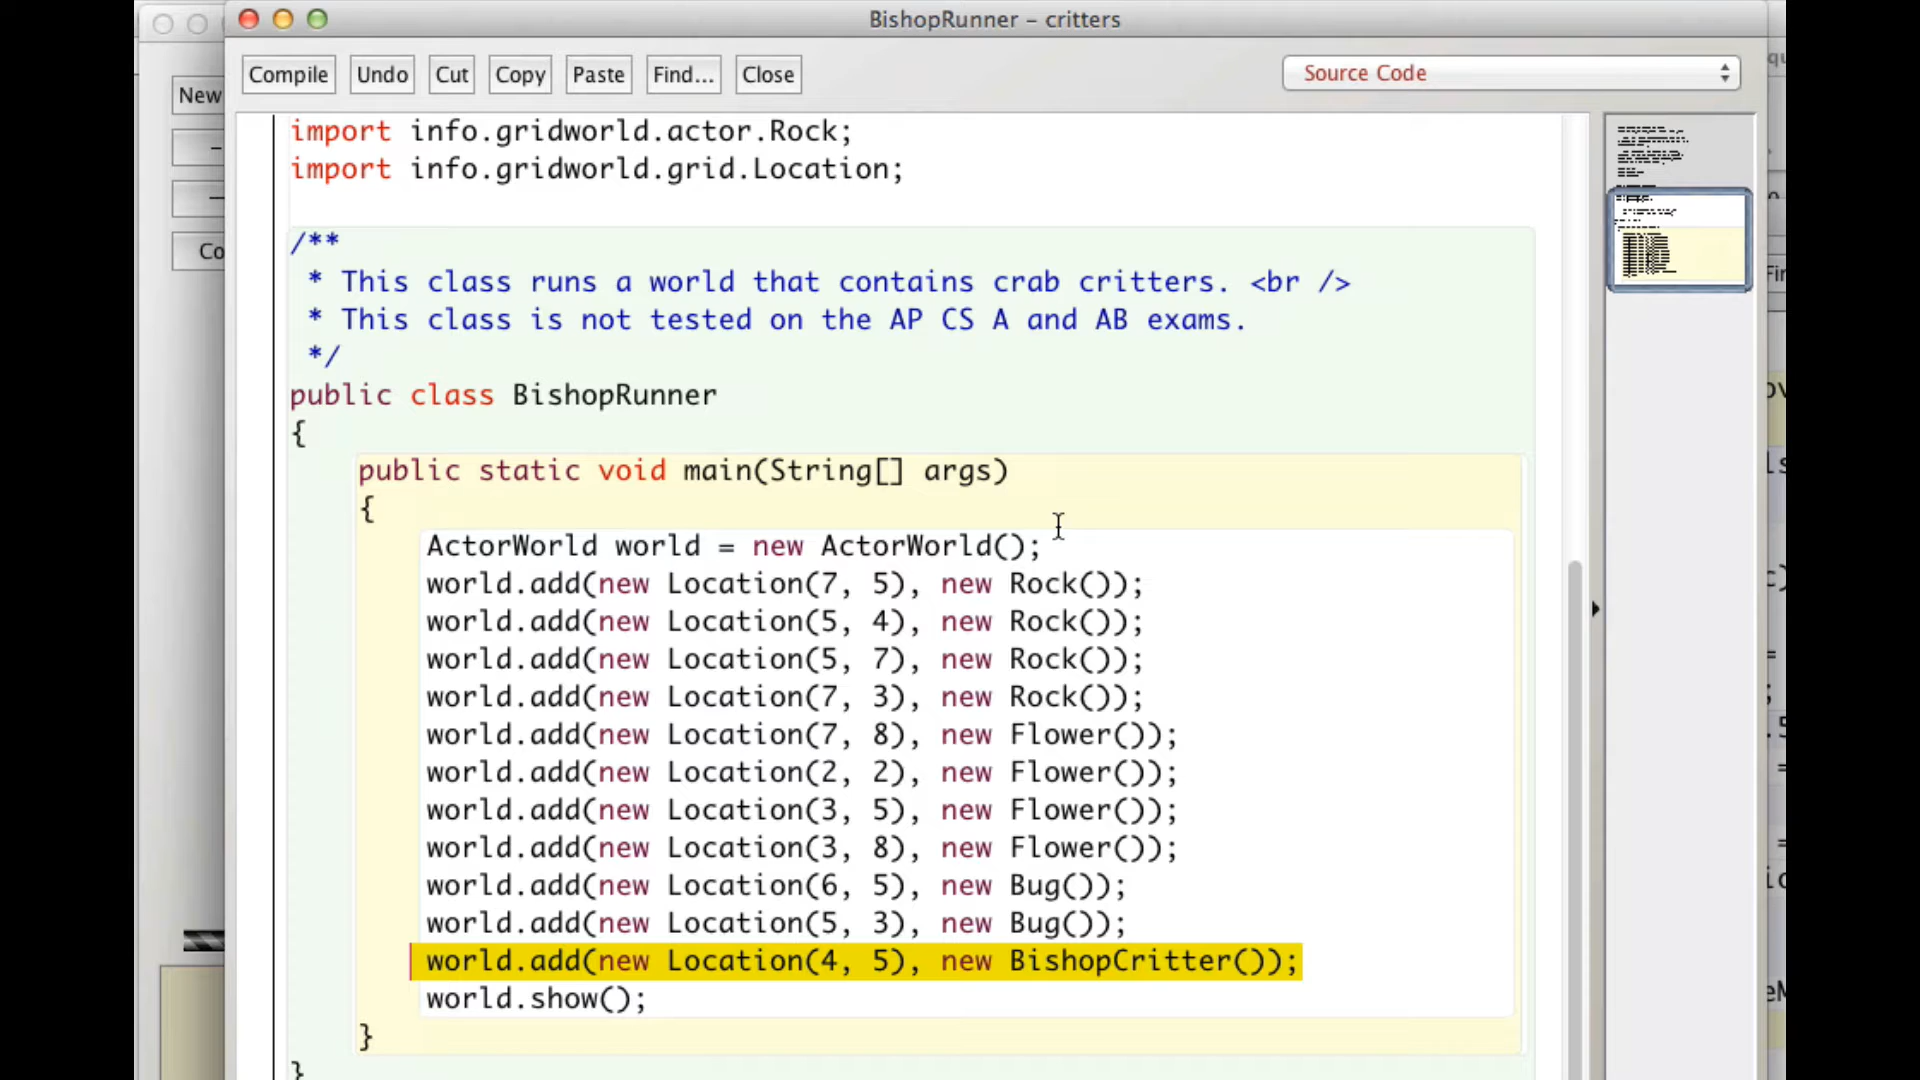 BishopRunner – critters
New
Compile Undo Cut Copy Paste Find... Close Source Code
Co
import info.gridworld.actor.Rock;
import info.gridworld.grid.Location;
/**
* This class runs a world that contains crab critters. <br />
* This class is not tested on the AP CS A and AB exams.
*/
public class BishopRunner
{
public static void main(String[] args)
{
ActorWorld world = new ActorWorld();
world.add(new Location(7, 5), new Rock());
world.add(new Location(5, 4), new Rock());
world.add(new Location(5, 7), new Rock());
world.add(new Location(7, 3), new Rock());
world.add(new Location(7, 8), new Flower());
world.add(new Location(2, 2), new Flower());
world.add(new Location(3, 5), new Flower());
world.add(new Location(3, 8), new Flower());
world.add(new Location(6, 5), new Bug());
world.add(new Location(5, 3), new Bug());
world.add(new Location(4, 5), new BishopCritter());
world.show();
}
}